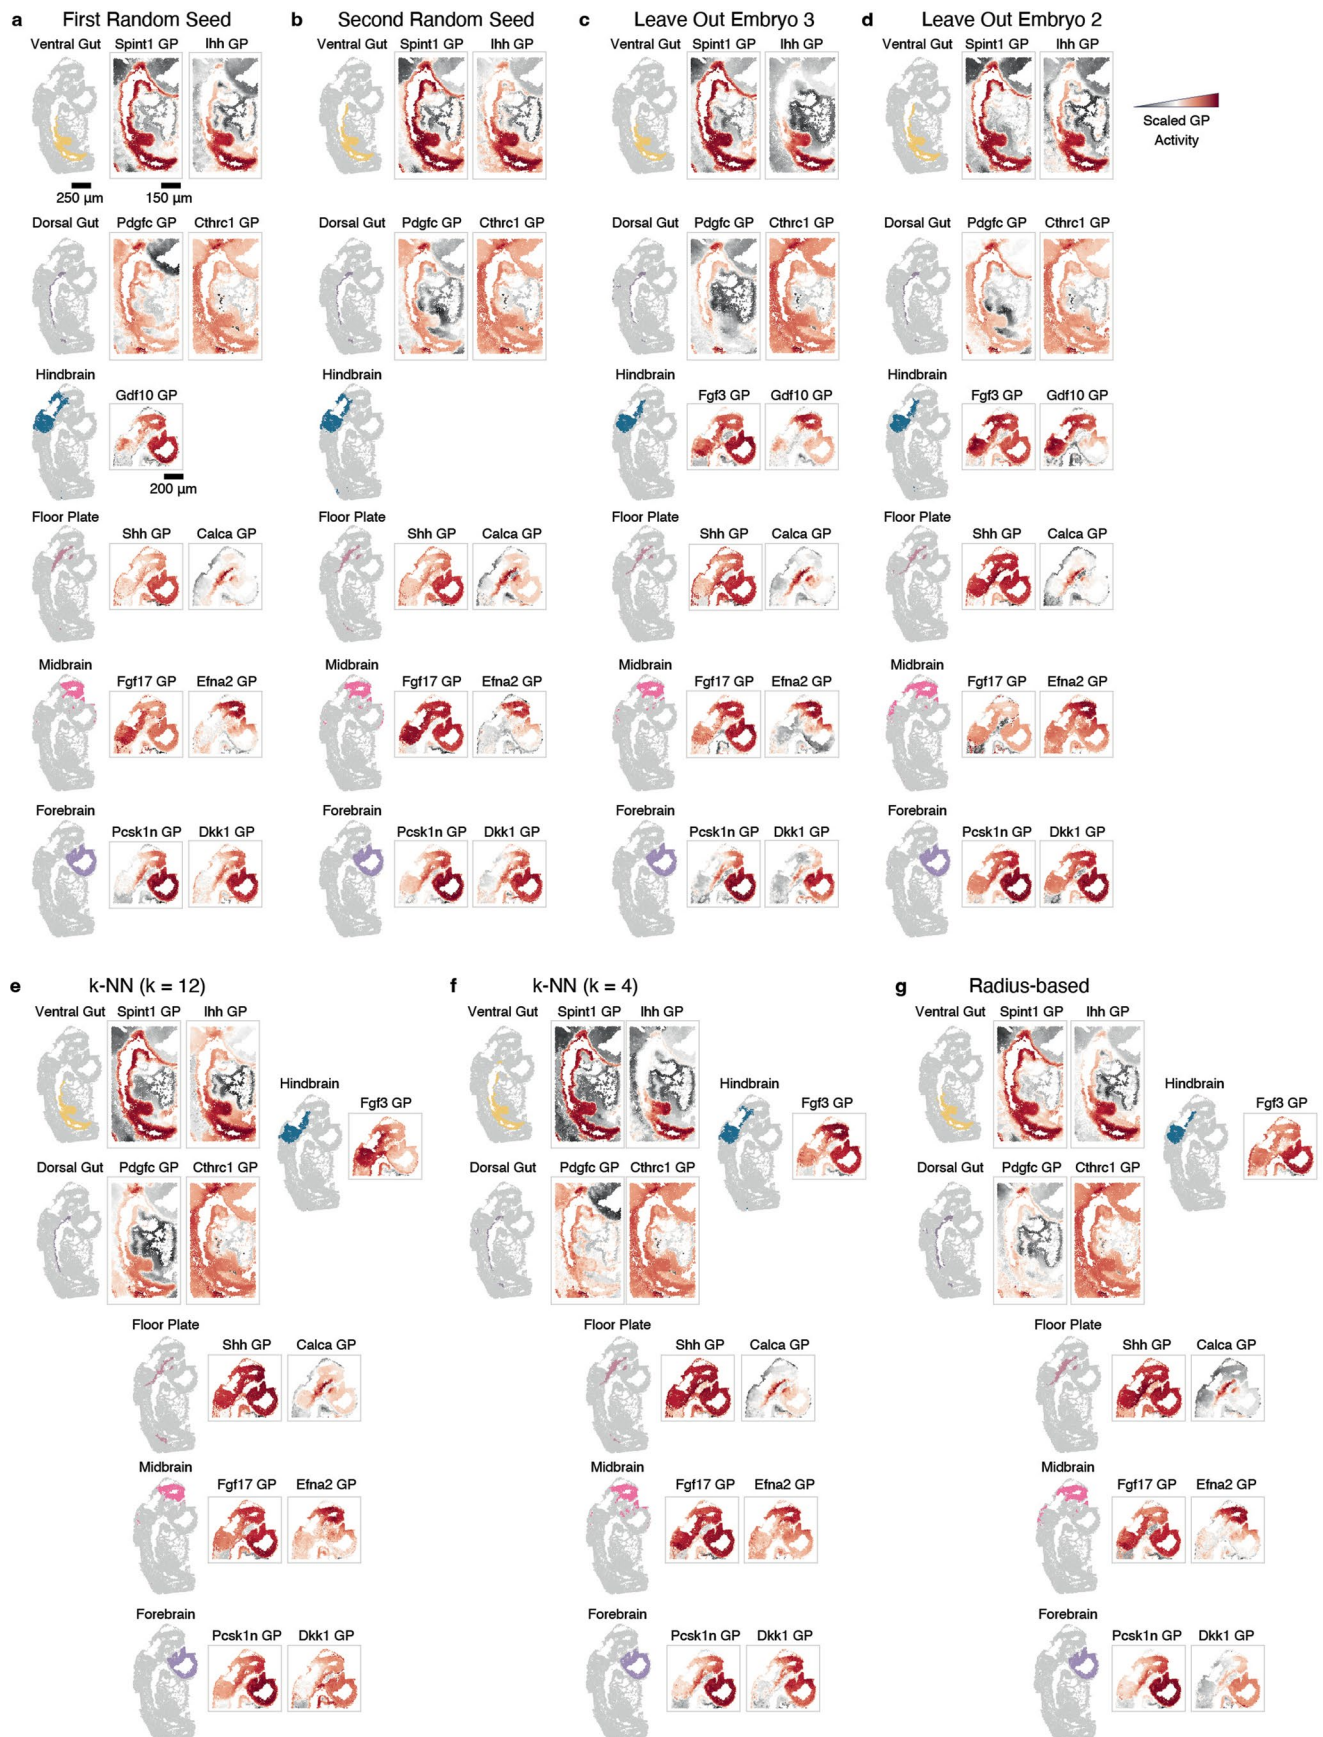 a First Random Seed
Ventral Gut Spint1 GP Ihh GP
250 µm 150 µm
Dorsal Gut Pdgfc GP Cthrc1 GP
Hindbrain
Gdf10 GP
200 µm
Floor Plate
Shh GP Calca GP
Midbrain
Fgf17 GP Efna2 GP
Forebrain
Pcsk1n GP Dkk1 GP
b Second Random Seed
Ventral Gut Spint1 GP Ihh GP
Dorsal Gut Pdgfc GP Cthrc1 GP
Hindbrain
Floor Plate
Shh GP Calca GP
Midbrain
Fgf17 GP Efna2 GP
Forebrain
Pcsk1n GP Dkk1 GP
c Leave Out Embryo 3
Ventral Gut Spint1 GP Ihh GP
Dorsal Gut Pdgfc GP Cthrc1 GP
Hindbrain
Fgf3 GP Gdf10 GP
Floor Plate
Shh GP Calca GP
Midbrain
Fgf17 GP Efna2 GP
Forebrain
Pcsk1n GP Dkk1 GP
d Leave Out Embryo 2
Ventral Gut Spint1 GP Ihh GP
Dorsal Gut Pdgfc GP Cthrc1 GP
Hindbrain
Fgf3 GP Gdf10 GP
Floor Plate
Shh GP Calca GP
Midbrain
Fgf17 GP Efna2 GP
Forebrain
Pcsk1n GP Dkk1 GP
Scaled GP
Activity
e k-NN (k = 12)
Ventral Gut Spint1 GP Ihh GP
Hindbrain
Fgf3 GP
Dorsal Gut Pdgfc GP Cthrc1 GP
Floor Plate
Shh GP Calca GP
Midbrain
Fgf17 GP Efna2 GP
Forebrain
Pcsk1n GP Dkk1 GP
f k-NN (k = 4)
Ventral Gut Spint1 GP Ihh GP
Hindbrain
Fgf3 GP
Dorsal Gut Pdgfc GP Cthrc1 GP
Floor Plate
Shh GP Calca GP
Midbrain
Fgf17 GP Efna2 GP
Forebrain
Pcsk1n GP Dkk1 GP
g Radius-based
Ventral Gut Spint1 GP Ihh GP
Hindbrain
Fgf3 GP
Dorsal Gut Pdgfc GP Cthrc1 GP
Floor Plate
Shh GP Calca GP
Midbrain
Fgf17 GP Efna2 GP
Forebrain
Pcsk1n GP Dkk1 GP